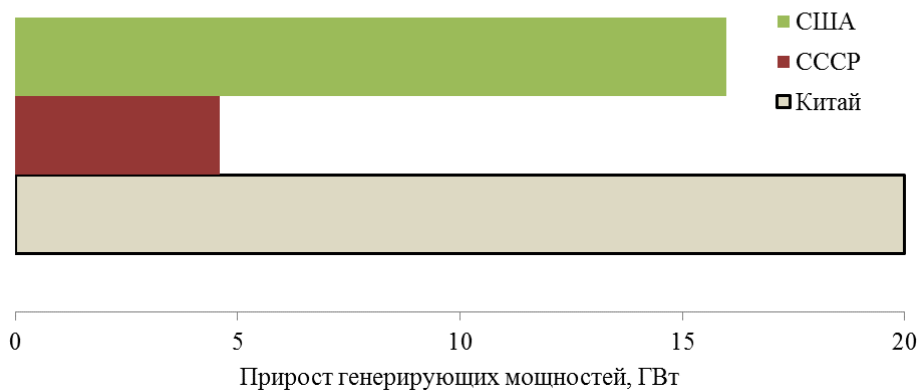 США
СССР
Китай
0 5 10 15 20
Прирост генерирующих мощностей, ГВт